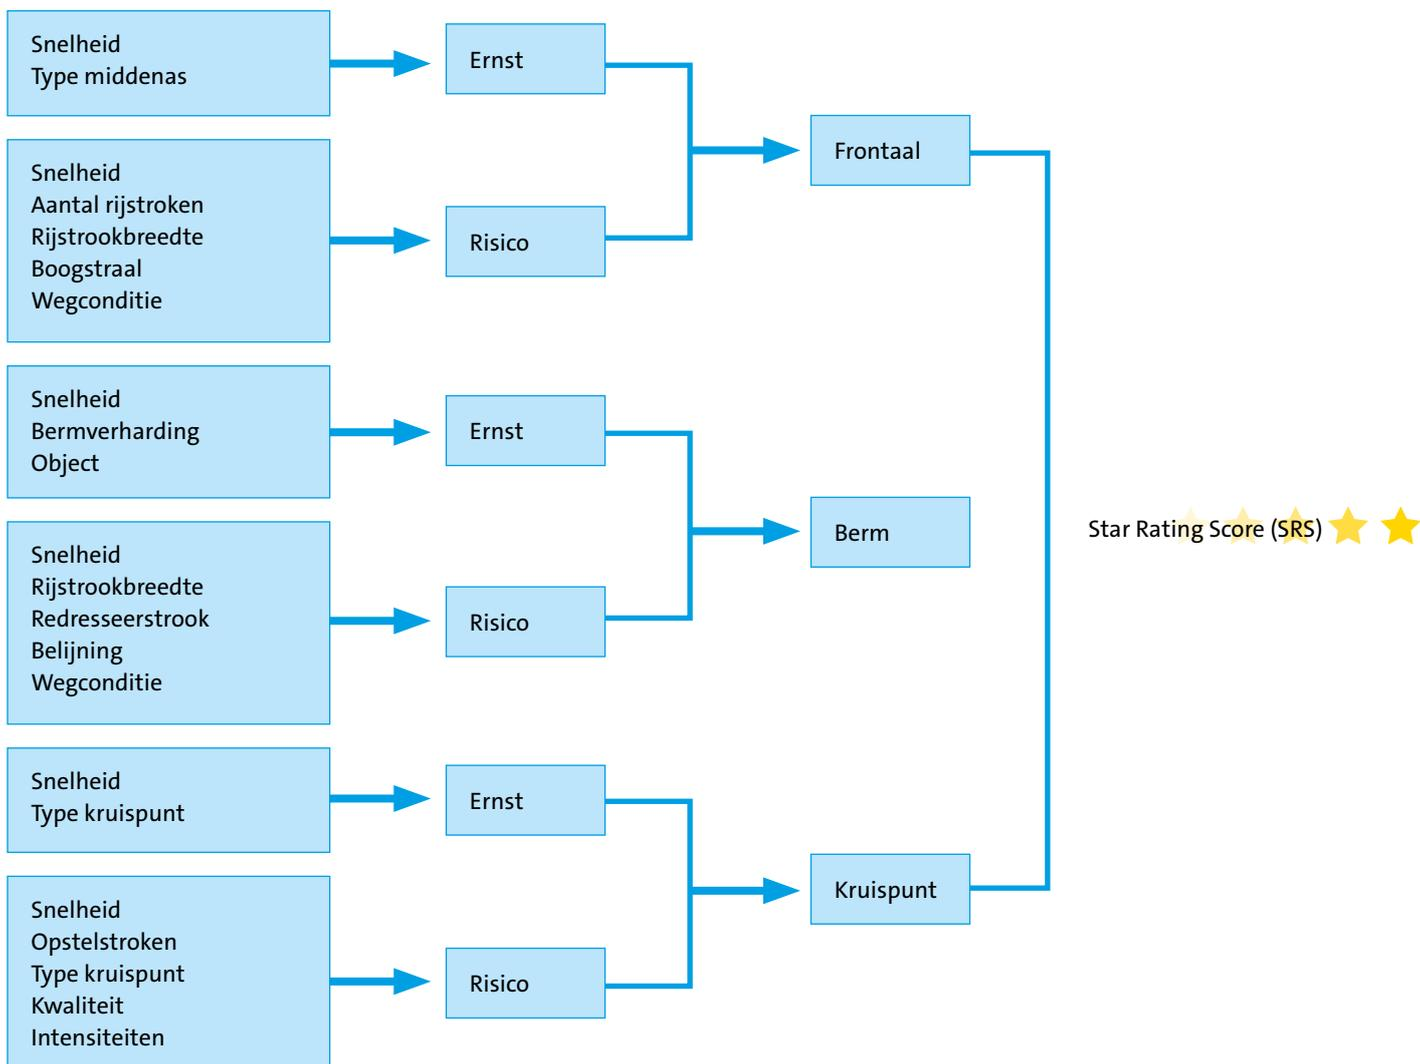 Snelheid
Type middenas
Ernst
Snelheid
Aantal rijstroken
Rijstrookbreedte
Boogstraal
Wegconditie
Risico
Frontaal
Snelheid
Bermverharding
Object
Ernst
Snelheid
Rijstrookbreedte
Redresseerstrook
Belijning
Wegconditie
Risico
Berm
Snelheid
Type kruispunt
Ernst
Snelheid
Opstelstroken
Type kruispunt
Kwaliteit
Intensiteiten
Risico
Kruispunt
Star Rating Score (SRS)